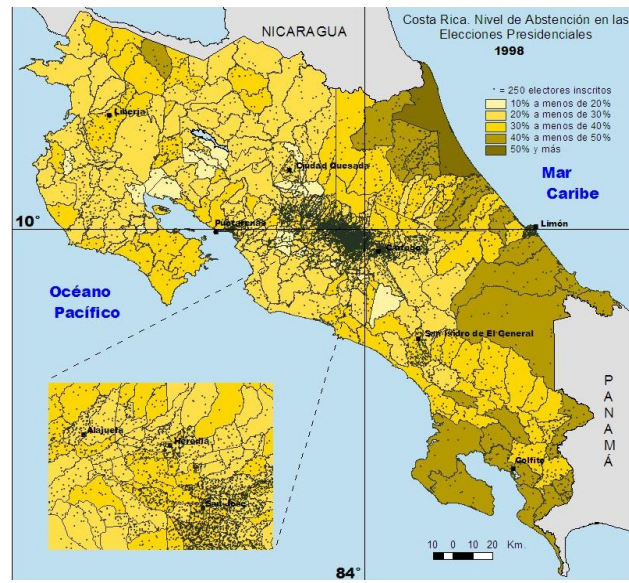 Costa Rica. Nivel de Abstención en las
Elecciones Presidenciales
1998
• = 250 electores inscritos
10% a menos de 20%
20% a menos de 30%
30% a menos de 40%
40% a menos de 50%
50% y más
NICARAGUA
Liberia
Ciudad Quesada
Mar
Caribe
10°
Puntarenas
Limón
Cartago
Océano
Pacífico
San Isidro de El General
PANAMÁ
Alajuela
Heredia
San José
Golfito
10 0 10 20 Km.
84°